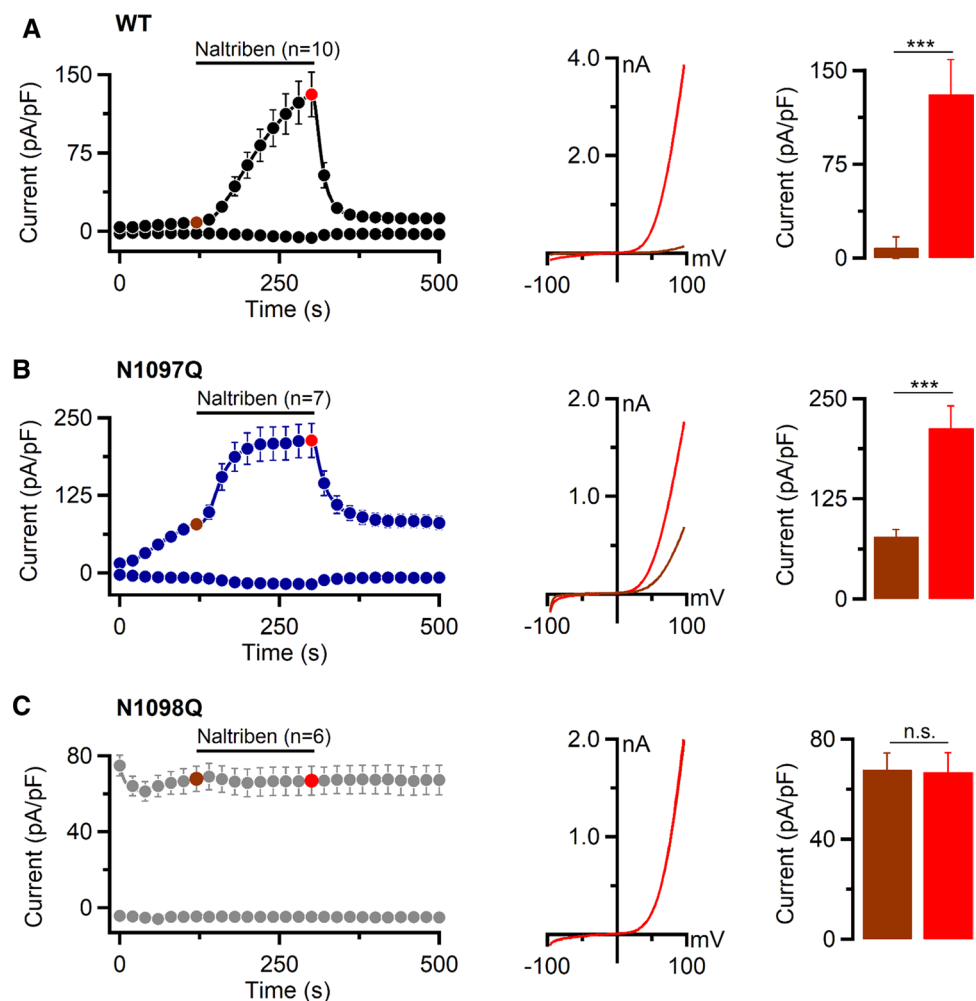 A
WT
Naltriben (n=10)
Current (pA/pF)
150
75
0
0
250
500
Time (s)
nA
4.0
2.0
mV
-100
100
Current (pA/pF)
150
75
0
***
B
N1097Q
Naltriben (n=7)
Current (pA/pF)
250
125
0
0
250
500
Time (s)
nA
2.0
1.0
mV
-100
100
Current (pA/pF)
250
125
0
***
C
N1098Q
Naltriben (n=6)
Current (pA/pF)
80
40
0
0
250
500
Time (s)
nA
2.0
1.0
mV
-100
100
Current (pA/pF)
80
40
0
n.s.